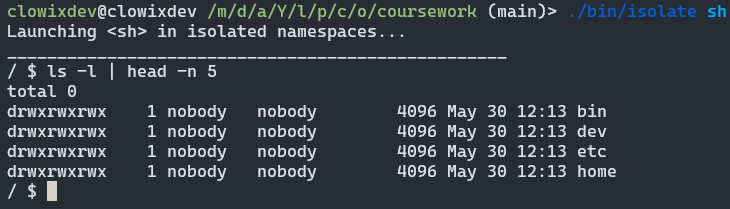 clowixdev@clowixdev /m/d/a/Y/l/p/c/o/coursework (main)> ./bin/isolate sh
Launching <sh> in isolated namespaces...
__________________________________________________
/ $ ls -l | head -n 5
total 0
drwxrwxrwx    1 nobody   nobody        4096 May 30 12:13 bin
drwxrwxrwx    1 nobody   nobody        4096 May 30 12:13 dev
drwxrwxrwx    1 nobody   nobody        4096 May 30 12:13 etc
drwxrwxrwx    1 nobody   nobody        4096 May 30 12:13 home
/ $